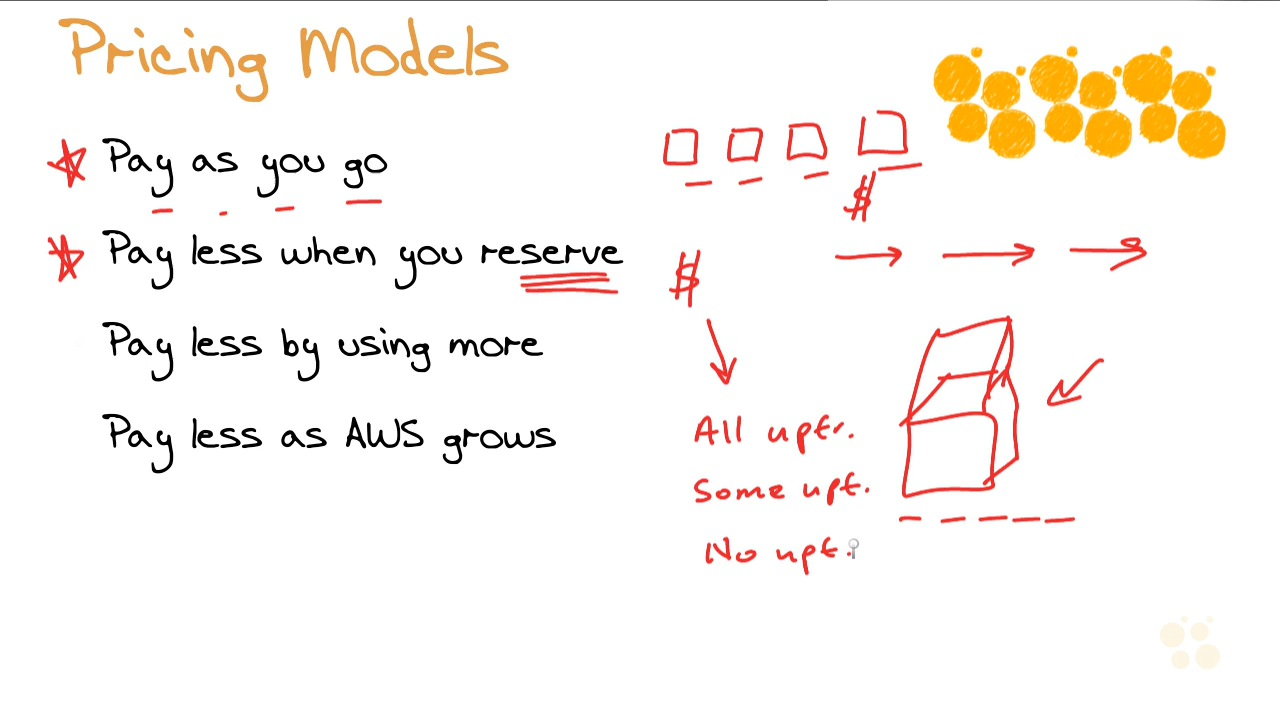 Pricing Models
Pay as you go
$
Pay less when you reserve
$
Pay less by using more
Pay less as AWS grows
All upfr.
Some upf.
No upf.